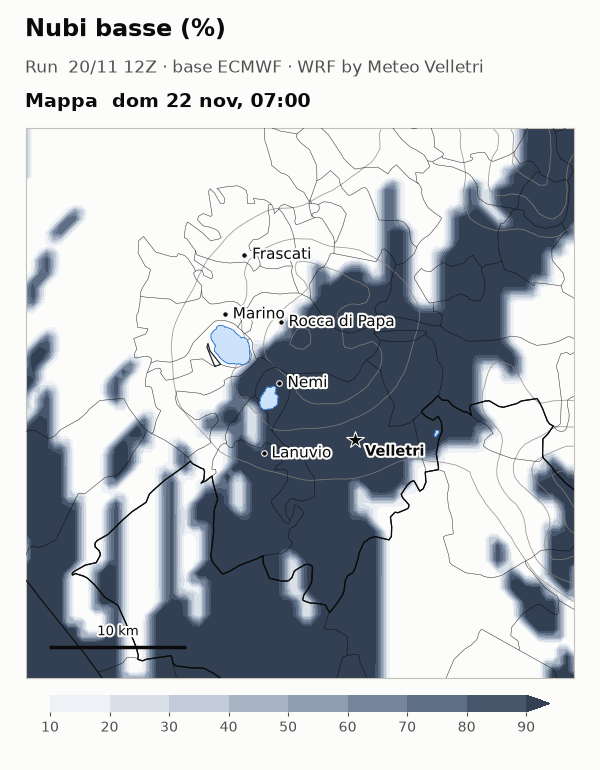 Nubi basse (%)
Run  20/11 12Z · base ECMWF · WRF by Meteo Velletri
Mappa  dom 22 nov, 07:00
Frascati
Marino
Rocca di Papa
Nemi
Velletri
Lanuvio
10 km
10 20 30 40 50 60 70 80 90